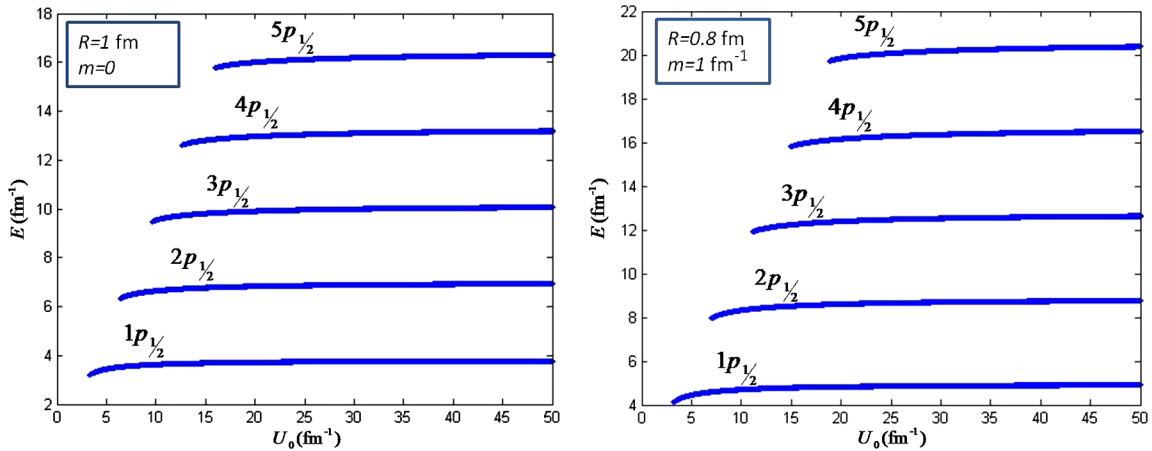 R=1 fm
m=0
5p1/2
4p1/2
3p1/2
2p1/2
1p1/2
E (fm-1)
18
16
14
12
10
8
6
4
2
0 5 10 15 20 25 30 35 40 45 50
U0(fm-1)
R=0.8 fm
m=1 fm-1
5p1/2
4p1/2
3p1/2
2p1/2
1p1/2
E (fm-1)
22
20
18
16
14
12
10
8
6
4
0 5 10 15 20 25 30 35 40 45 50
U0(fm-1)